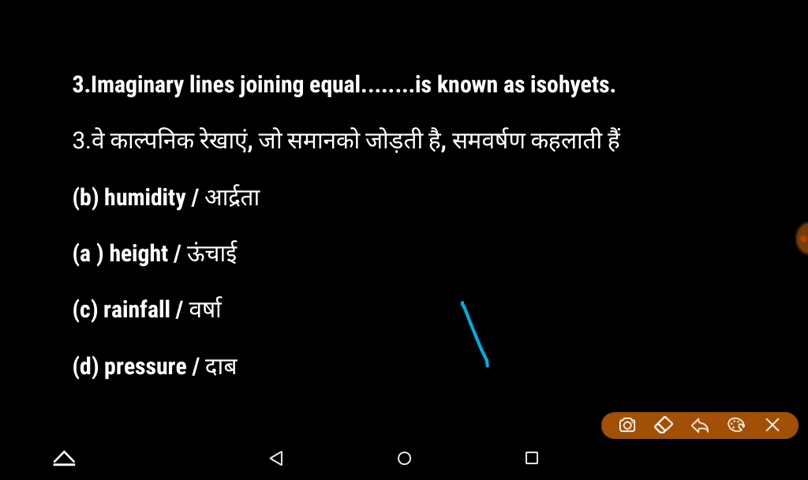 3.Imaginary lines joining equal........is known as isohyets.
3.वे काल्पनिक रेखाएं, जो समानको जोड़ती है, समवर्षण कहलाती हैं
(b) humidity / आर्द्रता
(a ) height / ऊंचाई
(c) rainfall / वर्षा
(d) pressure / दाब